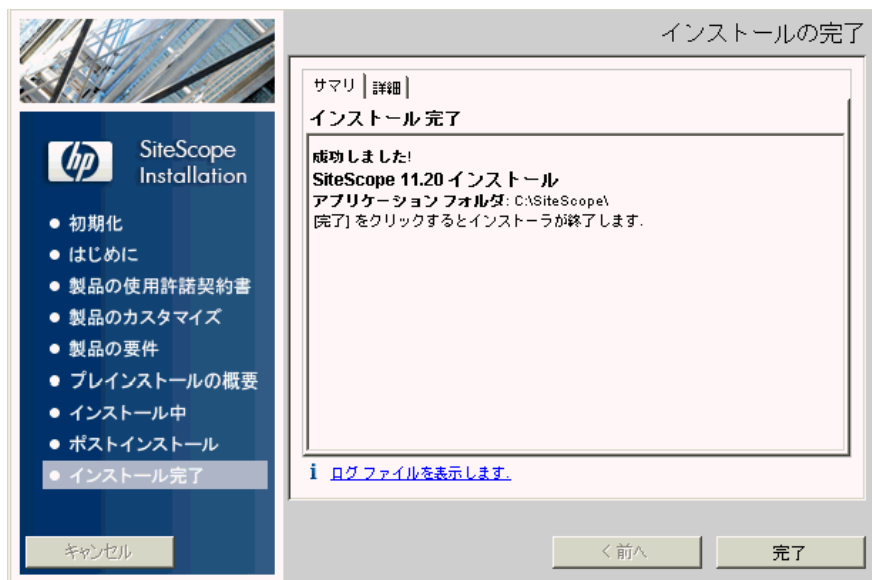 インストールの完了
hp
SiteScope
Installation
初期化
はじめに
製品の使用許諾契約書
製品のカスタマイズ
製品の要件
プレインストールの概要
インストール中
ポストインストール
インストール完了
キャンセル
サマリ 詳細
インストール 完了
成功しました!
SiteScope 11.20 インストール
アプリケーション フォルダ: C:\SiteScope\
[完了] をクリックするとインストーラが終了します.
i ログ ファイルを表示します.
< 前へ 完了